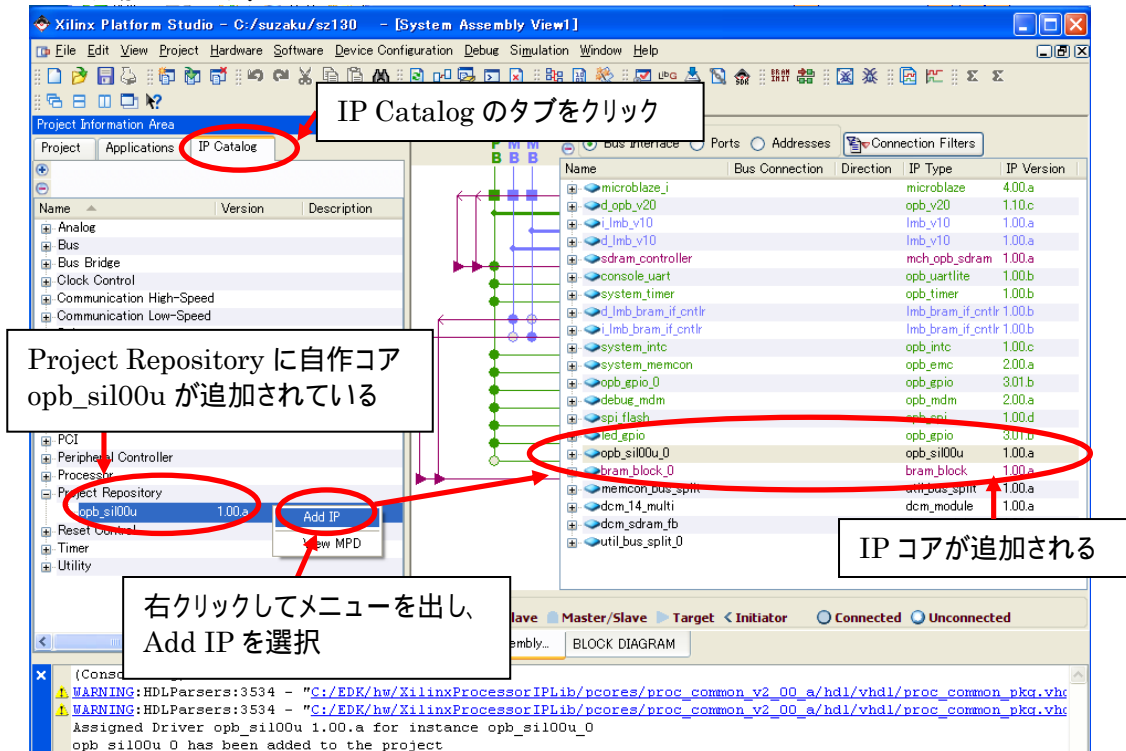 Xilinx Platform Studio - C:/suzaku/sz130 - [System Assembly View1]
File Edit View Project Hardware Software Device Configuration Debug Simulation Window Help
IP Catalog のタブをクリック
Project Information Area
Project Applications IP Catalog
Name Version Description
Analog
Bus
Bus Bridge
Clock Control
Communication High-Speed
Communication Low-Speed
Project Repository に自作コア
opb_sil00u が追加されている
PCI
Peripheral Controller
Processor
Project Repository
opb_sil00u 1.00.a
Add IP
View MPD
Reset Control
Timer
Utility
右クリックしてメニューを出し、
Add IP を選択
M M
B B B
Bus Interface Ports Addresses Connection Filters
Name Bus Connection Direction IP Type IP Version
microblaze_i microblaze 4.00.a
d_opb_v20 opb_v20 1.10.c
i_lmb_v10 lmb_v10 1.00.a
d_lmb_v10 lmb_v10 1.00.a
sdram_controller mch_opb_sdram 1.00.a
console_uart opb_uartlite 1.00.b
system_timer opb_timer 1.00.b
d_lmb_bram_if_cntlr lmb_bram_if_cntlr 1.00.b
i_lmb_bram_if_cntlr lmb_bram_if_cntlr 1.00.b
system_intc opb_intc 1.00.c
system_memcon opb_emc 2.00.a
opb_gpio_0 opb_gpio 3.01.b
debug_mdm opb_mdm 2.00.a
spi_flash opb_spi 1.00.d
led_gpio opb_gpio 3.01.b
opb_sil00u_0 opb_sil00u 1.00.a
bram_block_0 bram_block 1.00.a
memcon_bus_split util_bus_split 1.00.a
dcm_14_multi dcm_module 1.00.a
dcm_sdram_fb
util_bus_split_0
IP コアが追加される
lave Master/Slave Target Initiator Connected Unconnected
embly... BLOCK DIAGRAM
WARNING:HDLParsers:3534 - "C:/EDK/hw/XilinxProcessorIPLib/pcores/proc_common_v2_00_a/hdl/vhdl/proc_common_pkg.vhd
WARNING:HDLParsers:3534 - "C:/EDK/hw/XilinxProcessorIPLib/pcores/proc_common_v2_00_a/hdl/vhdl/proc_common_pkg.vhd
Assigned Driver opb_sil00u 1.00.a for instance opb_sil00u_0
opb_sil00u_0 has been added to the project